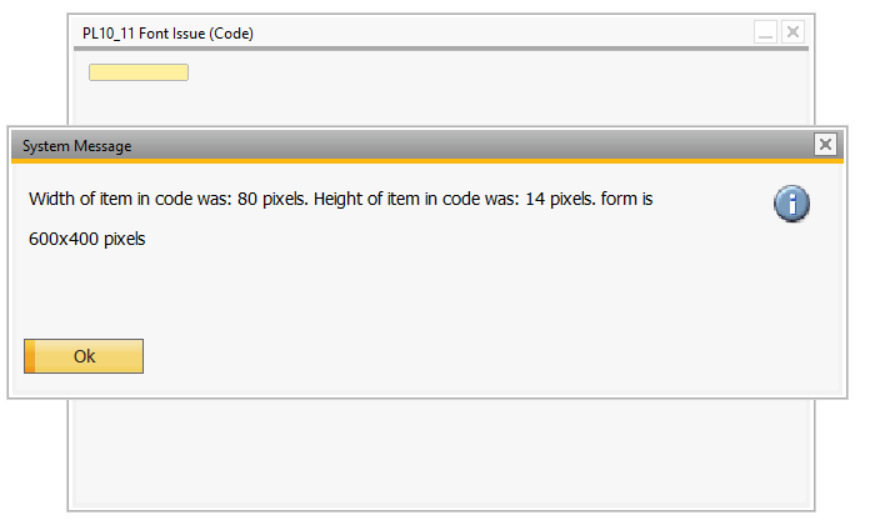 PL10_11 Font Issue (Code)
System Message
Width of item in code was: 80 pixels. Height of item in code was: 14 pixels. form is
600x400 pixels
Ok